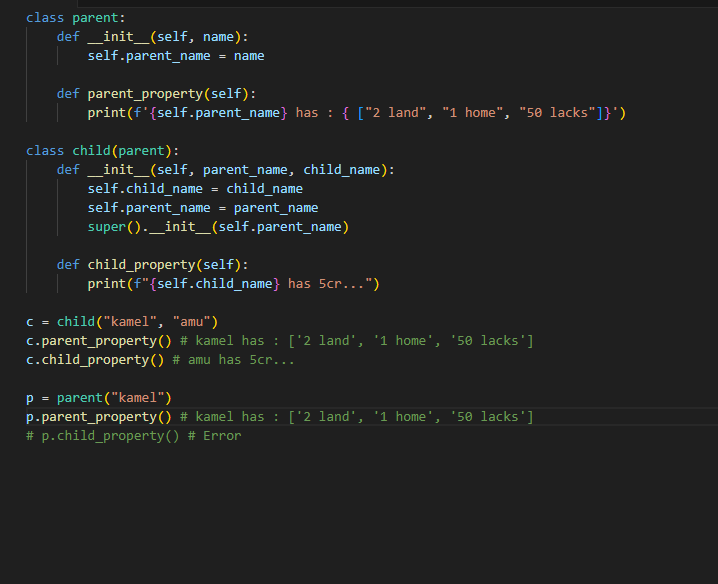 class parent:
    def __init__(self, name):
        self.parent_name = name

    def parent_property(self):
        print(f'{self.parent_name} has : { ["2 land", "1 home", "50 lacks"]}')

class child(parent):
    def __init__(self, parent_name, child_name):
        self.child_name = child_name
        self.parent_name = parent_name
        super().__init__(self.parent_name)

    def child_property(self):
        print(f"{self.child_name} has 5cr...")

c = child("kamel", "amu")
c.parent_property() # kamel has : ['2 land', '1 home', '50 lacks']
c.child_property() # amu has 5cr...

p = parent("kamel")
p.parent_property() # kamel has : ['2 land', '1 home', '50 lacks']
# p.child_property() # Error